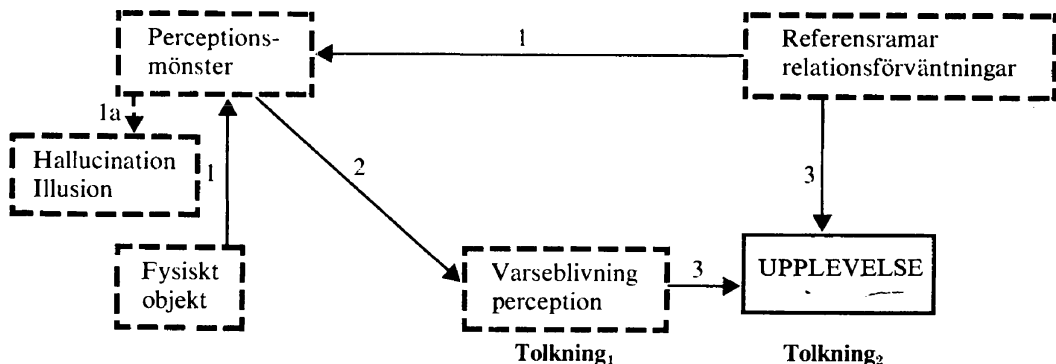 Perceptions-
mönster
1
Referensramar
relationsförväntningar
1a
Hallucination
Illusion
1
2
3
Fysiskt
objekt
Varseblivning
perception
3
UPPLEVELSE
Tolkning₁
Tolkning₂